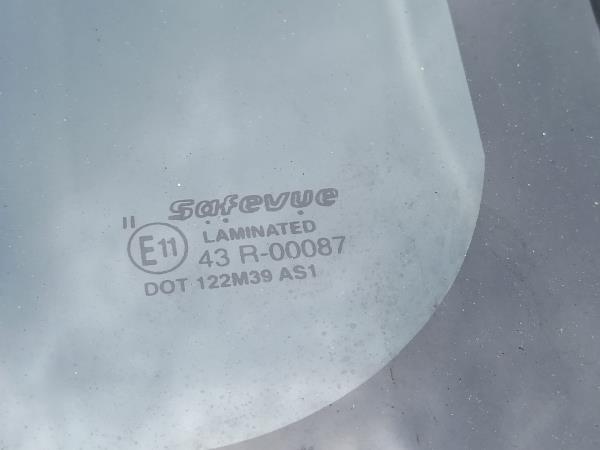 Safevue
II
LAMINATED
E11
43 R-00087
DOT 122M39 AS1